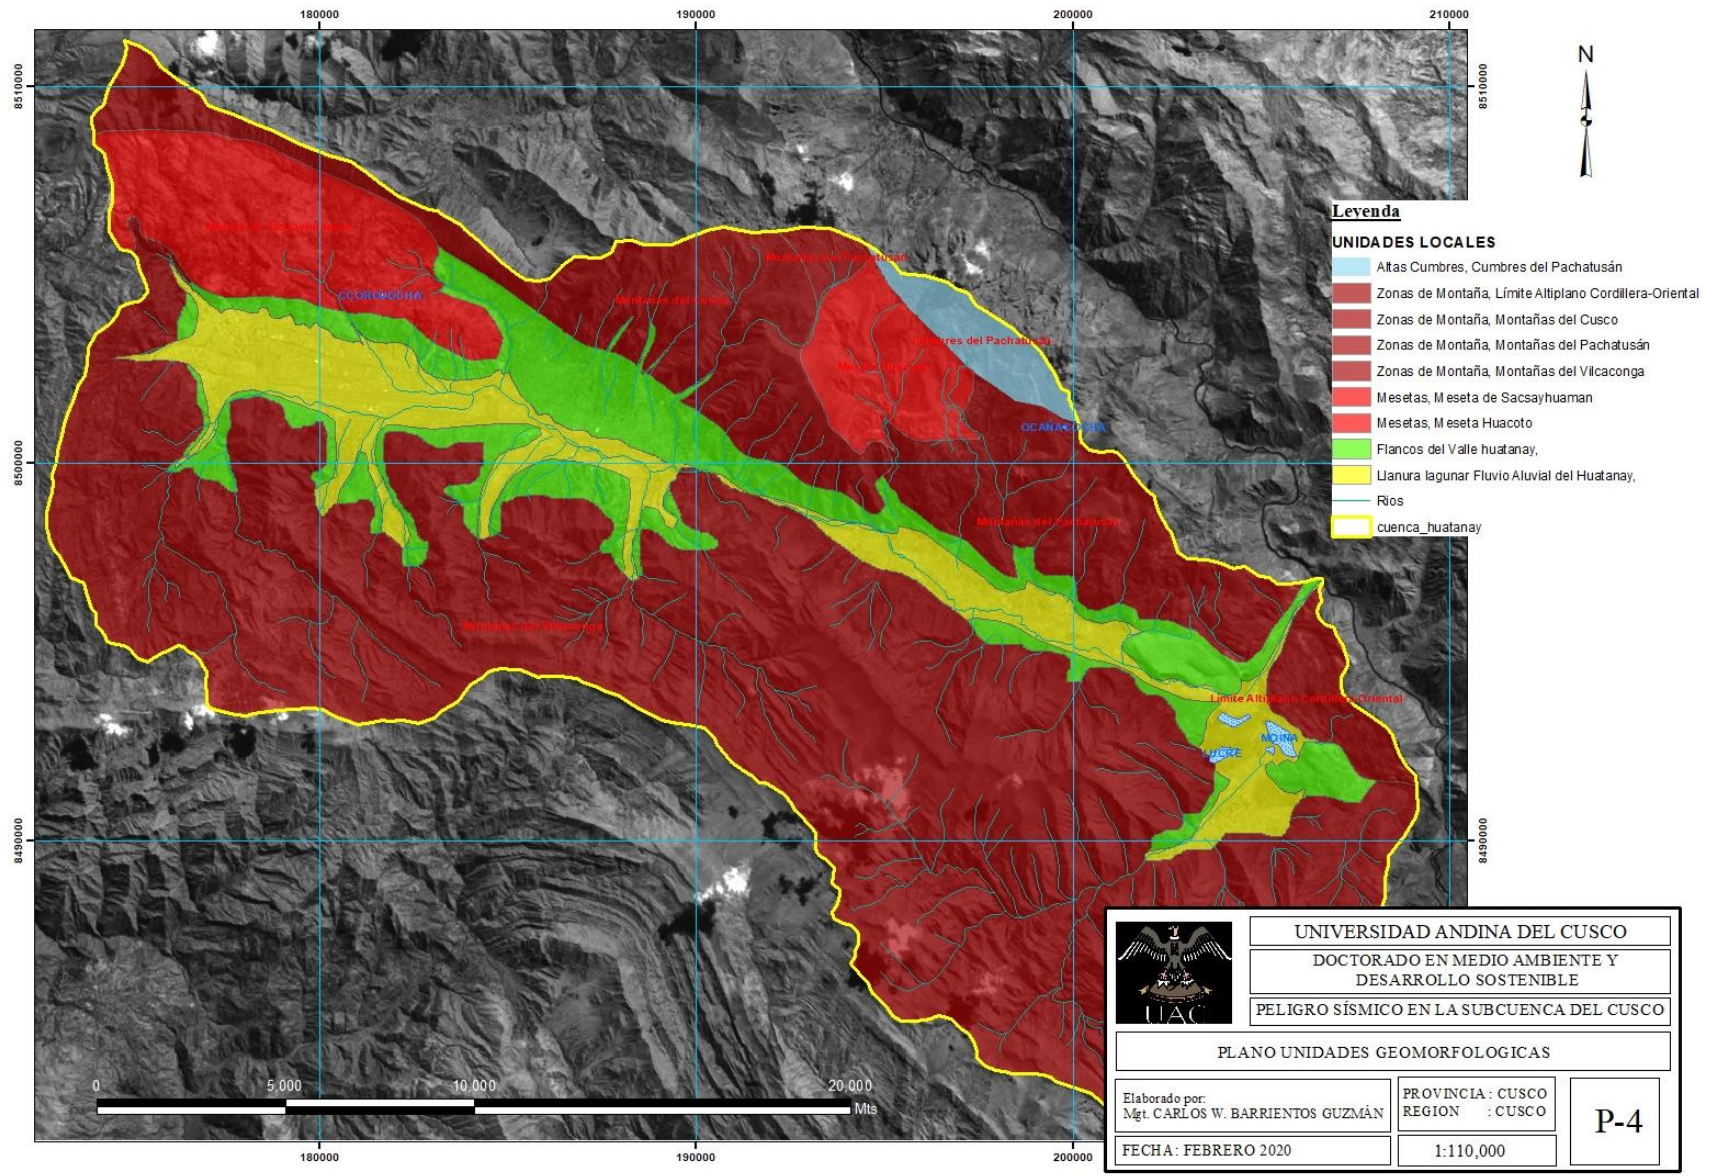 180000
190000
200000
210000
8510000
8510000
N
Leyenda
UNIDADES LOCALES
Altas Cumbres, Cumbres del Pachatusán
Zonas de Montaña, Límite Altiplano Cordillera-Oriental
Zonas de Montaña, Montañas del Cusco
Zonas de Montaña, Montañas del Pachatusán
Zonas de Montaña, Montañas del Vilcaconga
Mesetas, Meseta de Sacsayhuaman
Mesetas, Meseta Huacoto
Flancos del Valle huatanay,
Llanura lagunar Fluvio Aluvial del Huatanay,
Rios
cuenca_huatanay
Montañas del Pachatusán
Montañas del Cusco
del Pachatusán
8500000
8500000
Montañas del Pachatusán
Montañas del Vilcaconga
Límite Altiplano Cordillera-Oriental
MOINA
LUCRE
8490000
8490000
0
5,000
10,000
20,000
Mts
UNIVERSIDAD ANDINA DEL CUSCO
DOCTORADO EN MEDIO AMBIENTE Y
DESARROLLO SOSTENIBLE
PELIGRO SÍSMICO EN LA SUBCUENCA DEL CUSCO
UAC
PLANO UNIDADES GEOMORFOLOGICAS
Elaborado por:
Mgt. CARLOS W. BARRIENTOS GUZMÁN
PROVINCIA : CUSCO
REGION : CUSCO
P-4
FECHA : FEBRERO 2020
1:110,000
180000
190000
200000